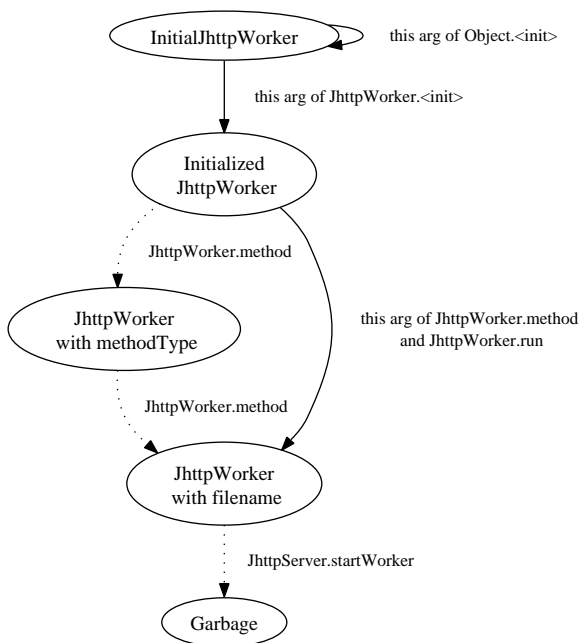 InitialJhttpWorker
this arg of Object.<init>
this arg of JhttpWorker.<init>
Initialized
JhttpWorker
JhttpWorker.method
JhttpWorker
with methodType
this arg of JhttpWorker.method
and JhttpWorker.run
JhttpWorker.method
JhttpWorker
with filename
JhttpServer.startWorker
Garbage